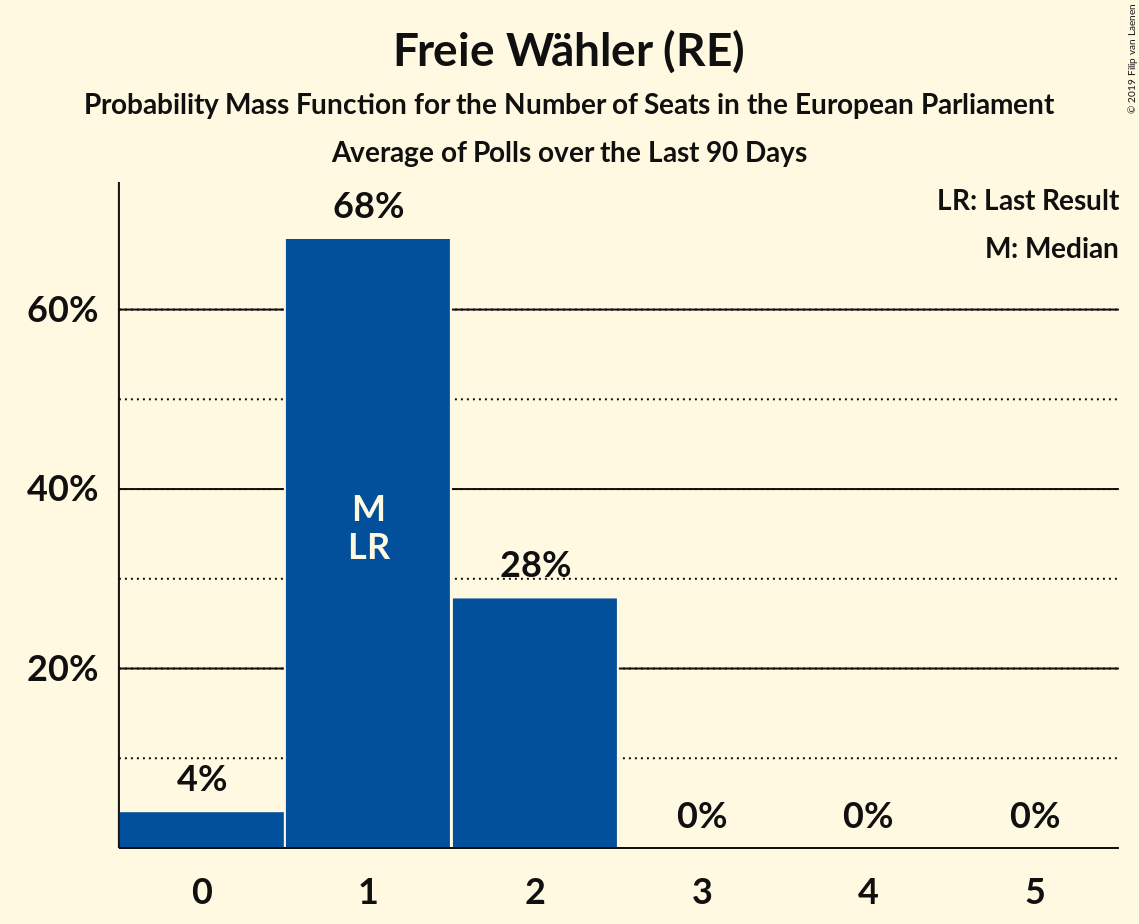 Freie Wähler (RE)
Probability Mass Function for the Number of Seats in the European Parliament
Average of Polls over the Last 90 Days
© 2019 Filip van Laenen
LR: Last Result
M: Median
68%
60%
M
LR
40%
28%
20%
4%
0%
0%
0%
0
1
2
3
4
5